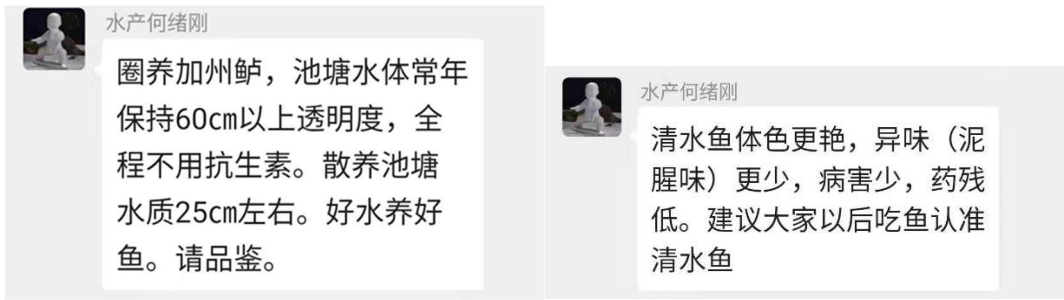 水产何绪刚
圈养加州鲈，池塘水体常年
保持60cm以上透明度，全
程不用抗生素。散养池塘
水质25cm左右。好水养好
鱼。请品鉴。
水产何绪刚
清水鱼体色更艳，异味（泥
腥味）更少，病害少，药残
低。建议大家以后吃鱼认准
清水鱼